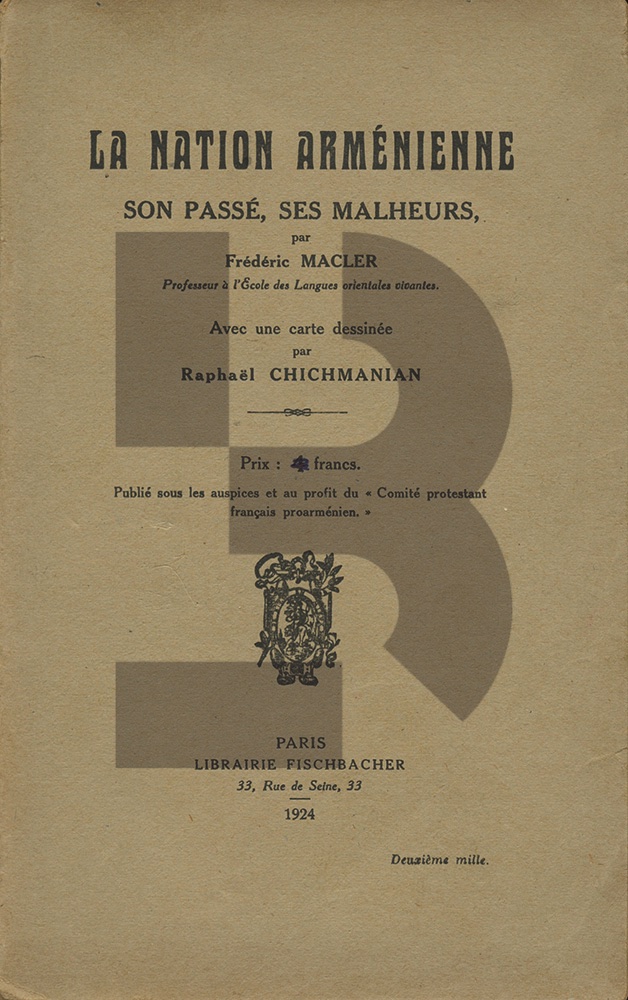 LA NATION ARMÉNIENNE
SON PASSÉ, SES MALHEURS,
par
Frédéric MACLER
Professeur à l'École des Langues orientales vivantes.
Avec une carte dessinée
par
Raphaël CHICHMANIAN
Prix : francs.
Publié sous les auspices et au profit du « Comité protestant
français proarménien. »
PARIS
LIBRAIRIE FISCHBACHER
33, Rue de Seine, 33
1924
Deuxième mille.